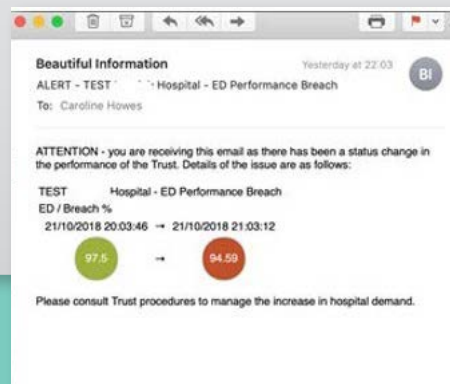 Beautiful Information
Yesterday at 22:03
BI
ALERT - TEST Hospital - ED Performance Breach
To: Caroline Howes
ATTENTION - you are receiving this email as there has been a status change in
the performance of the Trust. Details of the issue are as follows:
TEST Hospital - ED Performance Breach
ED / Breach %
21/10/2018 20:03:46 → 21/10/2018 21:03:12
97.5 → 94.59
Please consult Trust procedures to manage the increase in hospital demand.